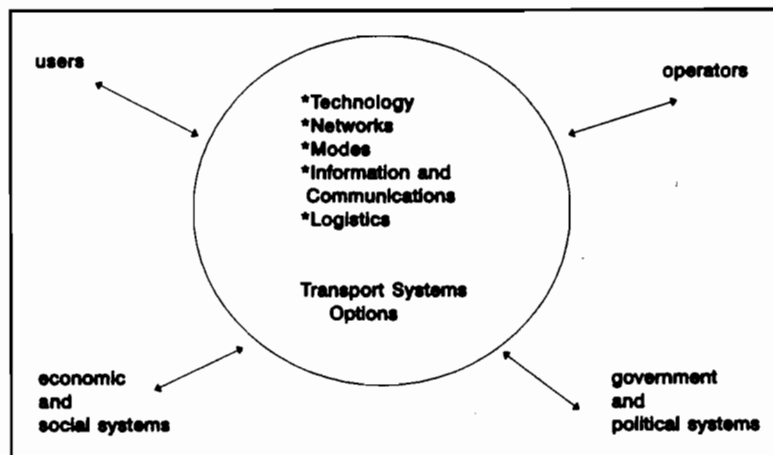 users
operators
*Technology
*Networks
*Modes
*Information and
Communications
*Logistics
Transport Systems
Options
economic
and
social systems
government
and
political systems